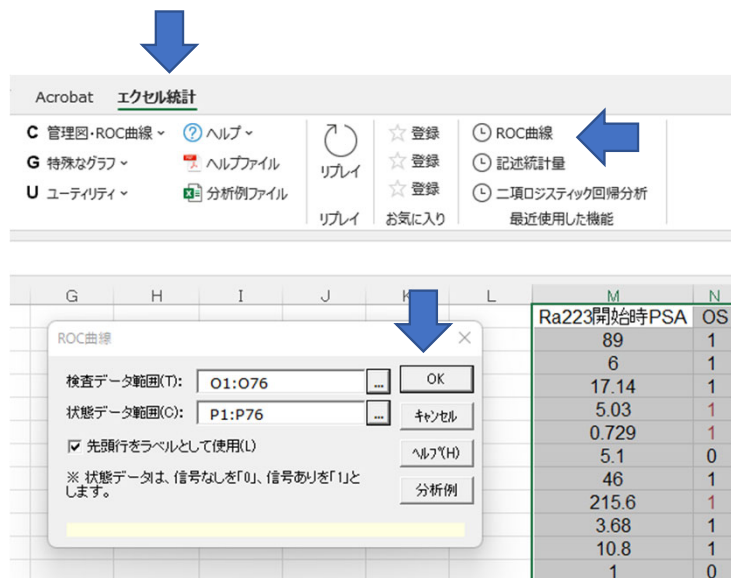 Acrobat エクセル統計
C 管理図・ROC曲線 ヘルプ 登録 ROC曲線
G 特殊なグラフ ヘルプファイル リプレイ 登録 記述統計量
U ユーティリティ 分析例ファイル 登録 二項ロジスティック回帰分析
リプレイ お気に入り 最近使用した機能
G H I J K L M N
Ra223開始時PSA OS
ROC曲線
検査データ範囲(T): O1:O76 ... OK
状態データ範囲(C): P1:P76 ... キャンセル
先頭行をラベルとして使用(L) ヘルプ(H)
※ 状態データは、信号なしを「0」、信号ありを「1」と
します。
分析例
89 1
6 1
17.14 1
5.03 1
0.729 1
5.1 0
46 1
215.6 1
3.68 1
10.8 1
1 0